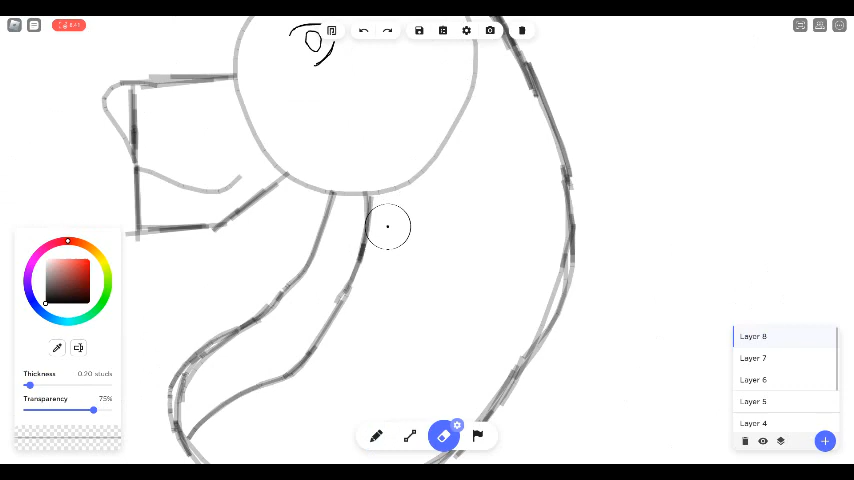 Thickness 0.20 studs
Transparency 75%
Layer 8
Layer 7
Layer 6
Layer 5
Layer 4